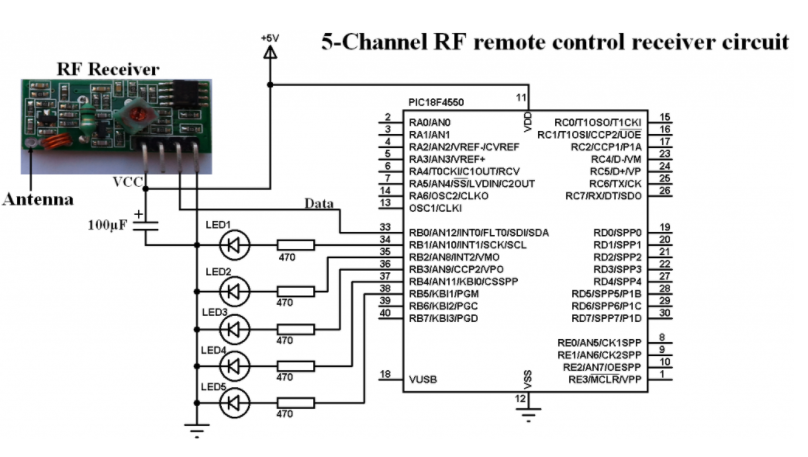 5-Channel RF remote control receiver circuit
+5V
RF Receiver
VCC
Antenna
100µF
+
Data
PIC18F4550
11
VDD
2 RA0/AN0
3 RA1/AN1
4 RA2/AN2/VREF-/CVREF
5 RA3/AN3/VREF+
6 RA4/T0CKI/C1OUT/RCV
7 RA5/AN4/SS/LVDIN/C2OUT
14 RA6/OSC2/CLKO
13 OSC1/CLKI
33 RB0/AN12/INT0/FLT0/SDI/SDA
34 RB1/AN10/INT1/SCK/SCL
35 RB2/AN8/INT2/VMO
36 RB3/AN9/CCP2/VPO
37 RB4/AN11/KBI0/CSSPP
38 RB5/KBI1/PGM
39 RB6/KBI2/PGC
40 RB7/KBI3/PGD
18 VUSB
RC0/T1OSO/T1CKI 15
RC1/T1OSI/CCP2/UOE 16
RC2/CCP1/P1A 17
RC4/D-/VM 23
RC5/D+/VP 24
RC6/TX/CK 25
RC7/RX/DT/SDO 26
RD0/SPP0 19
RD1/SPP1 20
RD2/SPP2 21
RD3/SPP3 22
RD4/SPP4 27
RD5/SPP5/P1B 28
RD6/SPP6/P1C 29
RD7/SPP7/P1D 30
RE0/AN5/CK1SPP 8
RE1/AN6/CK2SPP 9
RE2/AN7/OESPP 10
RE3/MCLR/VPP 1
VSS
12
LED1
470
LED2
470
LED3
470
LED4
470
LED5
470